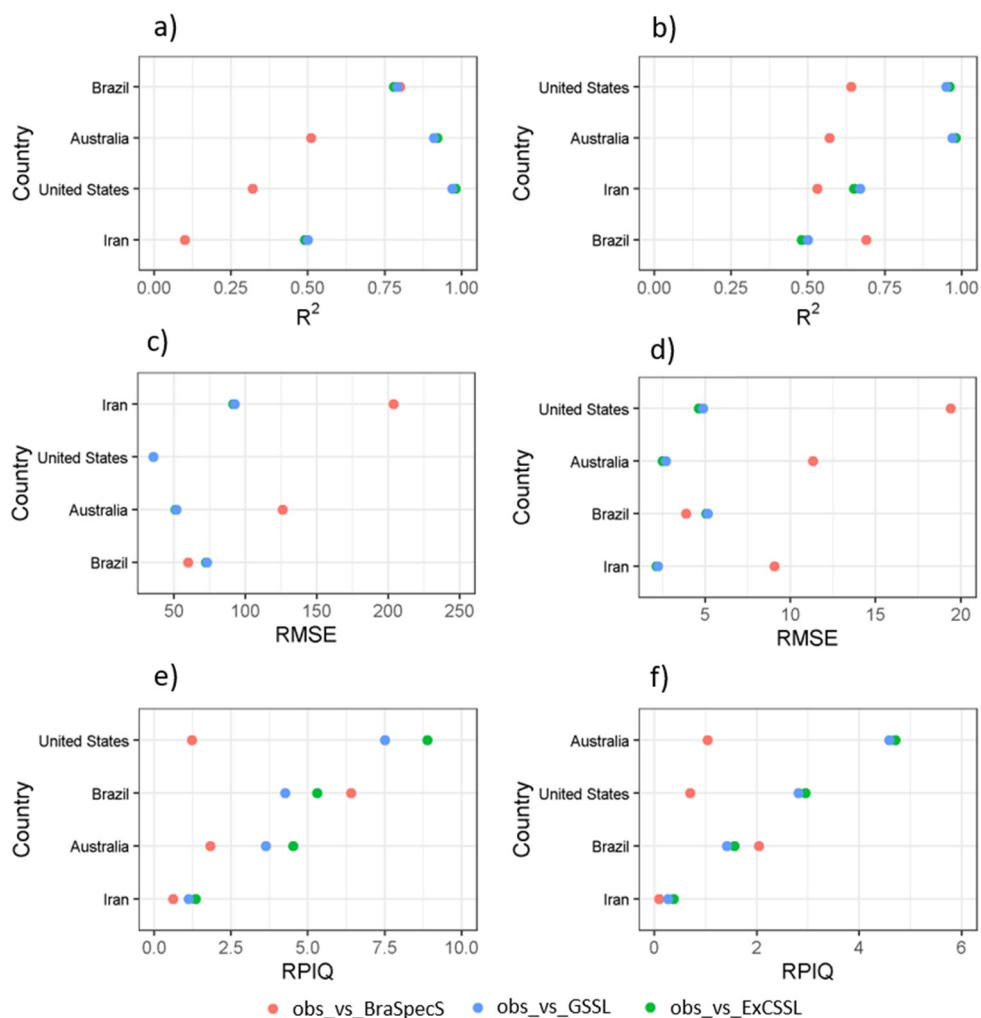 a)
Country
Brazil
Australia
United States
Iran
0.00 0.25 0.50 0.75 1.00
R²
b)
Country
United States
Australia
Iran
Brazil
0.00 0.25 0.50 0.75 1.00
R²
c)
Country
Iran
United States
Australia
Brazil
50 100 150 200 250
RMSE
d)
Country
United States
Australia
Brazil
Iran
5 10 15 20
RMSE
e)
Country
United States
Brazil
Australia
Iran
0.0 2.5 5.0 7.5 10.0
RPIQ
f)
Country
Australia
United States
Brazil
Iran
0 2 4 6
RPIQ
obs_vs_BraSpecS obs_vs_GSSL obs_vs_ExCSSL